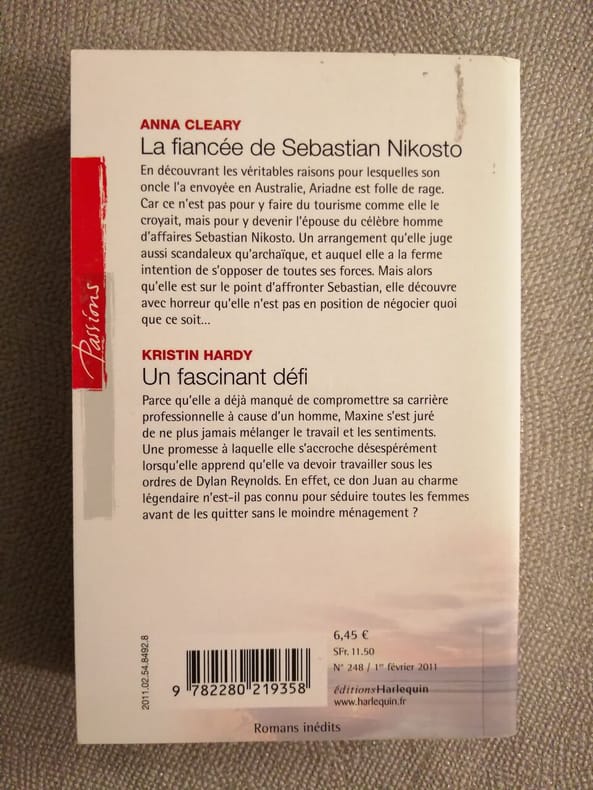 ANNA CLEARY
La fiancée de Sebastian Nikosto
En découvrant les véritables raisons pour lesquelles son
oncle l'a envoyée en Australie, Ariadne est folle de rage.
Car ce n'est pas pour y faire du tourisme comme elle le
croyait, mais pour y devenir l'épouse du célèbre homme
d'affaires Sebastian Nikosto. Un arrangement qu'elle juge
aussi scandaleux qu'archaïque, et auquel elle a la ferme
intention de s'opposer de toutes ses forces. Mais alors
qu'elle est sur le point d'affronter Sebastian, elle découvre
avec horreur qu'elle n'est pas en position de négocier quoi
que ce soit...
Passions
KRISTIN HARDY
Un fascinant défi
Parce qu'elle a déjà manqué de compromettre sa carrière
professionnelle à cause d'un homme, Maxine s'est juré
de ne plus jamais mélanger le travail et les sentiments.
Une promesse à laquelle elle s'accroche désespérément
lorsqu'elle apprend qu'elle va devoir travailler sous les
ordres de Dylan Reynolds. En effet, ce don Juan au charme
légendaire n'est-il pas connu pour séduire toutes les femmes
avant de les quitter sans le moindre ménagement ?
2011.02.54.8492.8
9 782280 219358
6,45 €
SFr. 11.50
N° 248 / 1er février 2011
éditionsHarlequin
www.harlequin.fr
Romans inédits